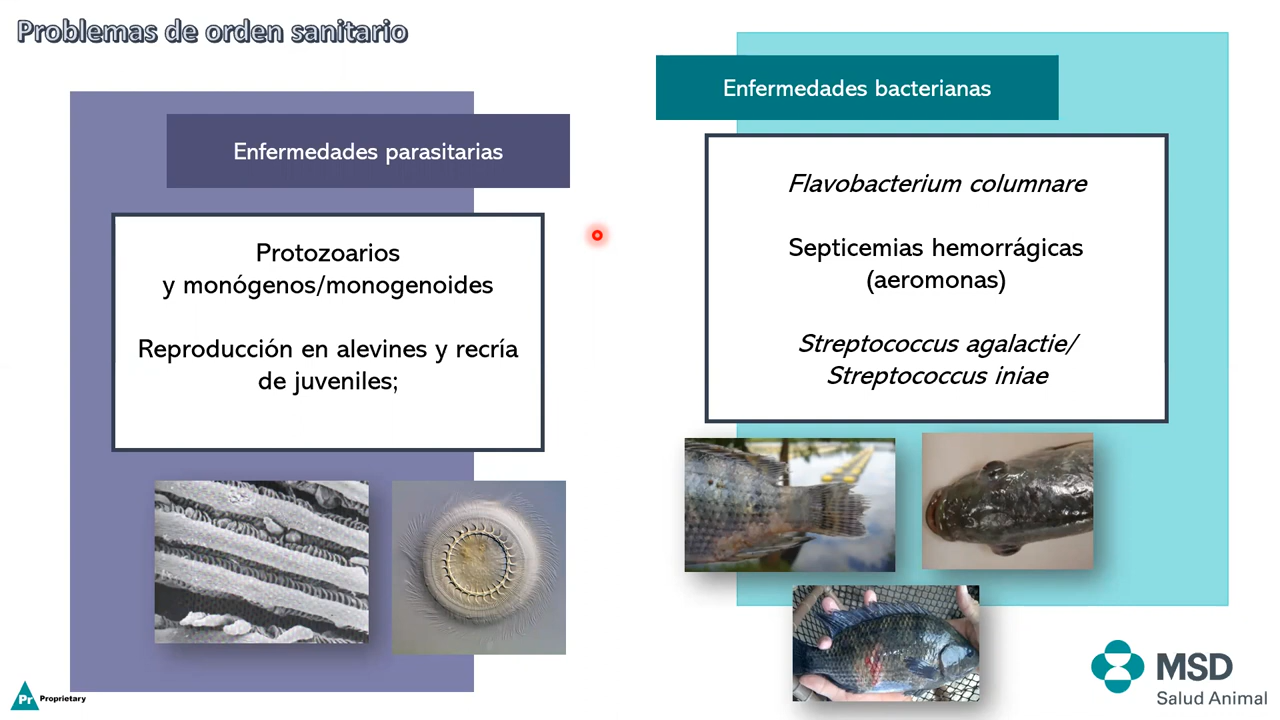 Problemas de orden sanitario
Enfermedades parasitarias
Protozoarios
y monógenos/monogenoides
Reproducción en alevines y recría
de juveniles;
Enfermedades bacterianas
Flavobacterium columnare
Septicemias hemorrágicas
(aeromonas)
Streptococcus agalactie/
Streptococcus iniae
Pr Proprietary
MSD
Salud Animal